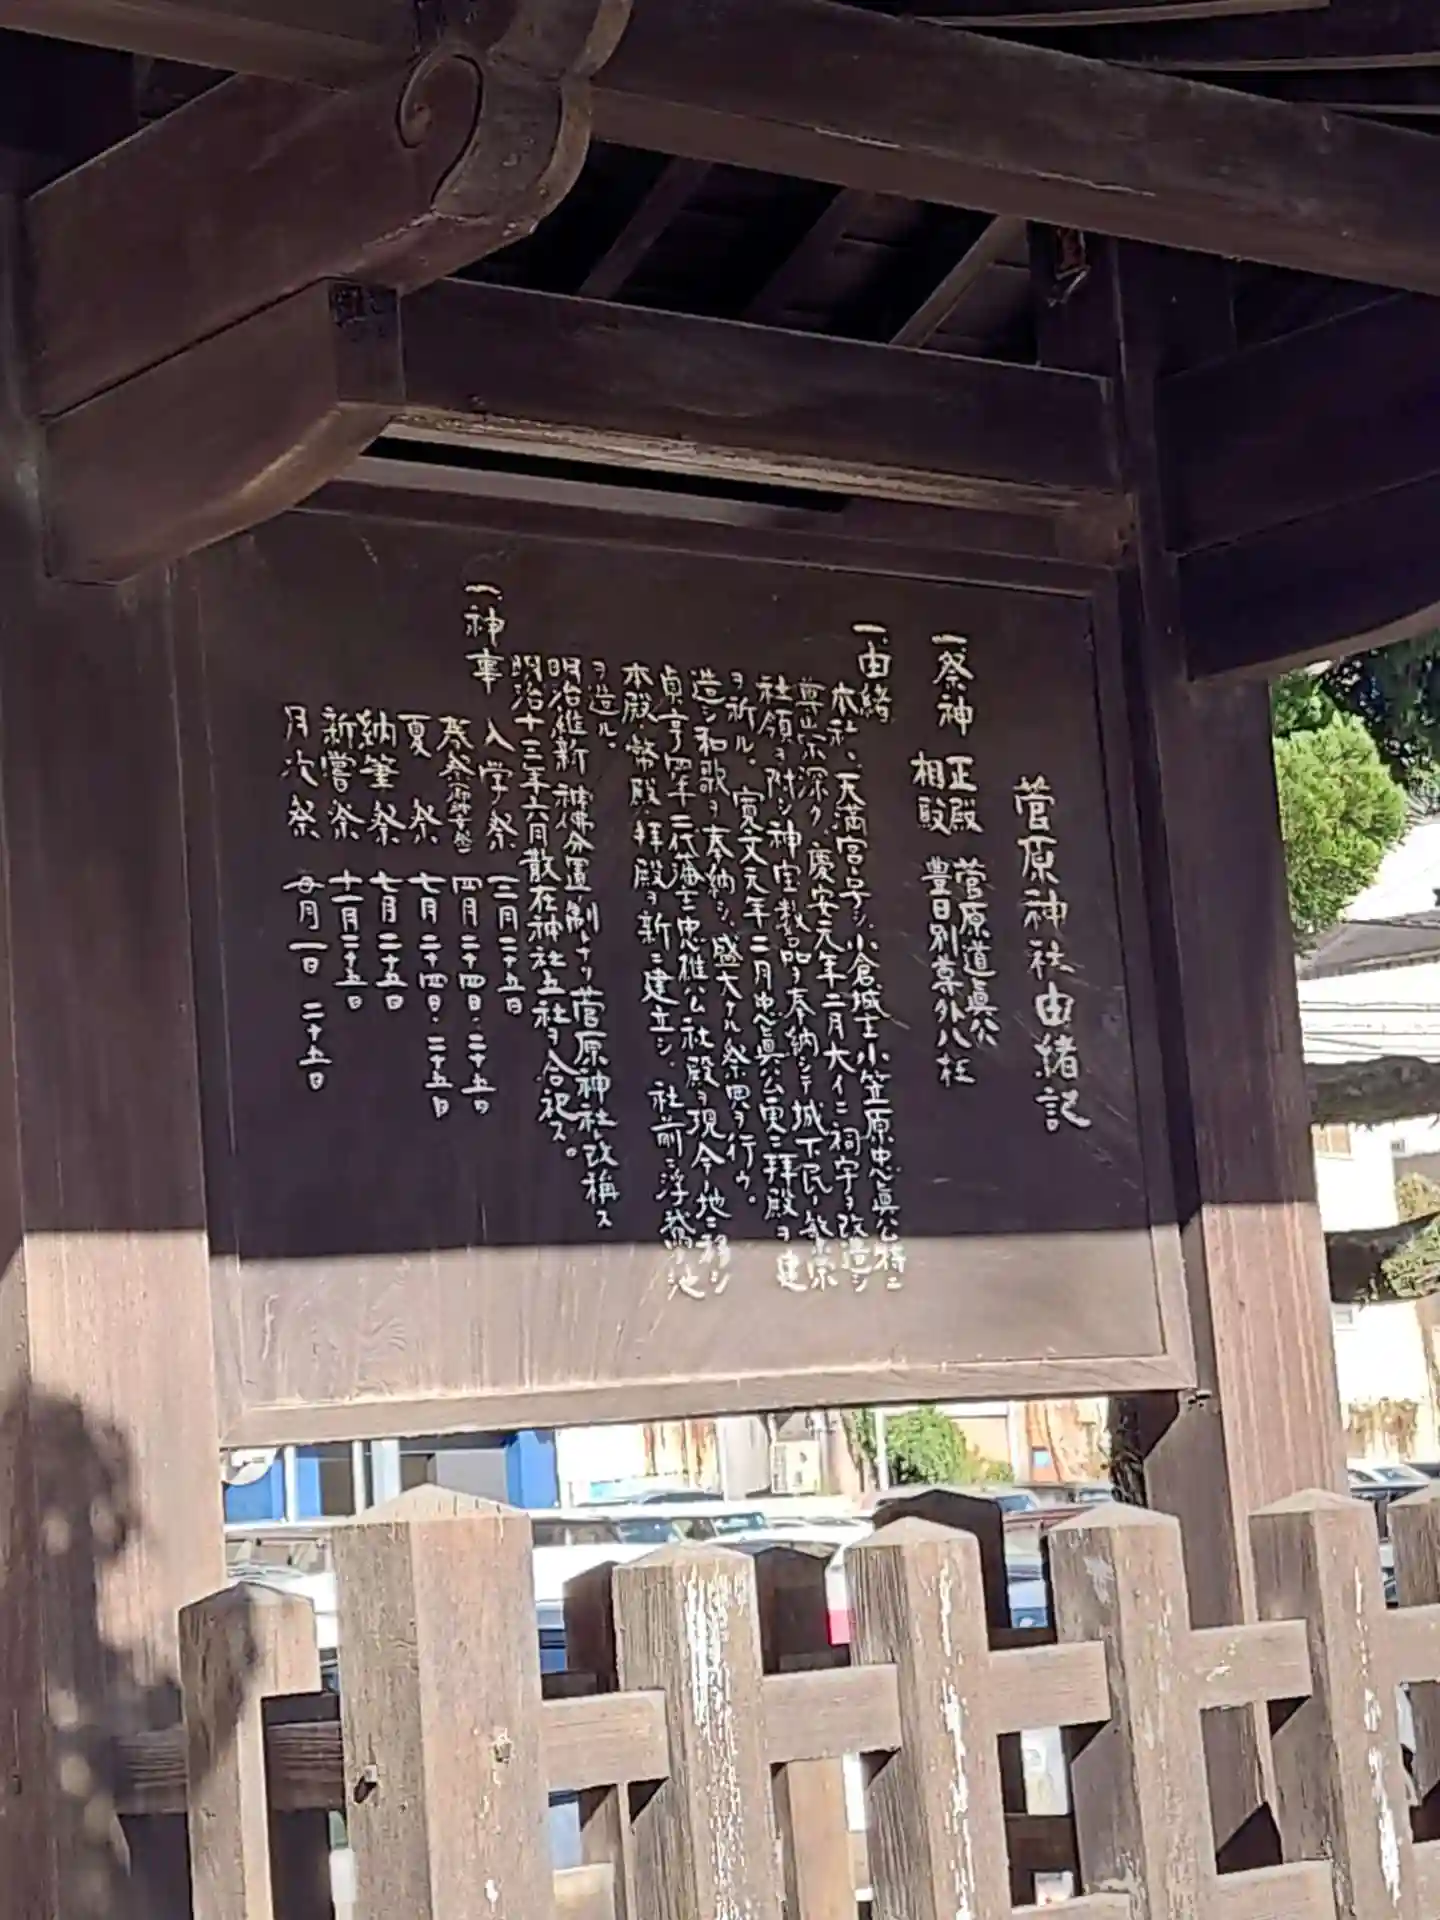 菅原神社由緒記
一祭神 正殿 菅原道眞公
相殿 豊日別 外八柱
一由緒
本社ハ天満宮ト号シ、小倉城主小笠原忠眞公特ニ
尊崇深ク、慶安元年二月大イニ祠宇ヲ改造シ
社領ヲ附シ神宝数品ヲ奉納シテ城下民ノ繁栄
ヲ祈ル。寛文元年二月忠眞公更ニ拝殿ヲ建
造シ和歌ヲ奉納シ、盛大ナル祭典ヲ行ウ。
貞享四年二代藩主忠雄公社殿ヲ現今ノ地ニ移シ
本殿、幣殿、拝殿ヲ新ニ建立シ、社前ニ浮殿ノ池
ヲ造ル。
明治維新神佛分置ノ制トナリ菅原神社ト改稱ス
明治十三年六月散在神社五社ヲ合祀ス。
一神事
入学祭 三月二十五日
祭 四月二十四日・二十五日
夏祭 七月二十四日・二十五日
納筆祭 七月二十五日
新嘗祭 十一月二十五日
月次祭 毎月一日 二十五日